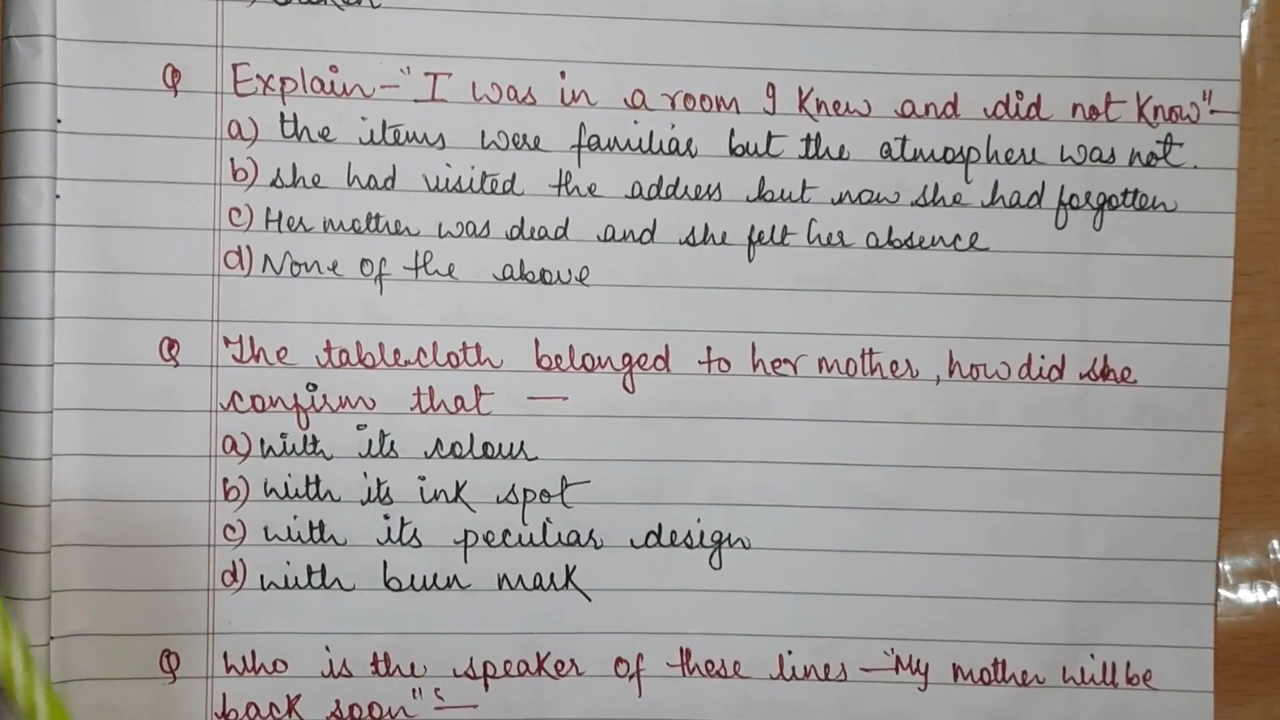 Q Explain - "I was in a room I knew and did not know" -
a) the items were familiar but the atmosphere was not.
b) she had visited the address but now she had forgotten
c) Her mother was dead and she felt her absence
d) None of the above
Q The tablecloth belonged to her mother, how did she
confirm that —
a) with its colour
b) with its ink spot
c) with its peculiar design
d) with burn mark
Q Who is the speaker of these lines - "My mother will be
back soon" -